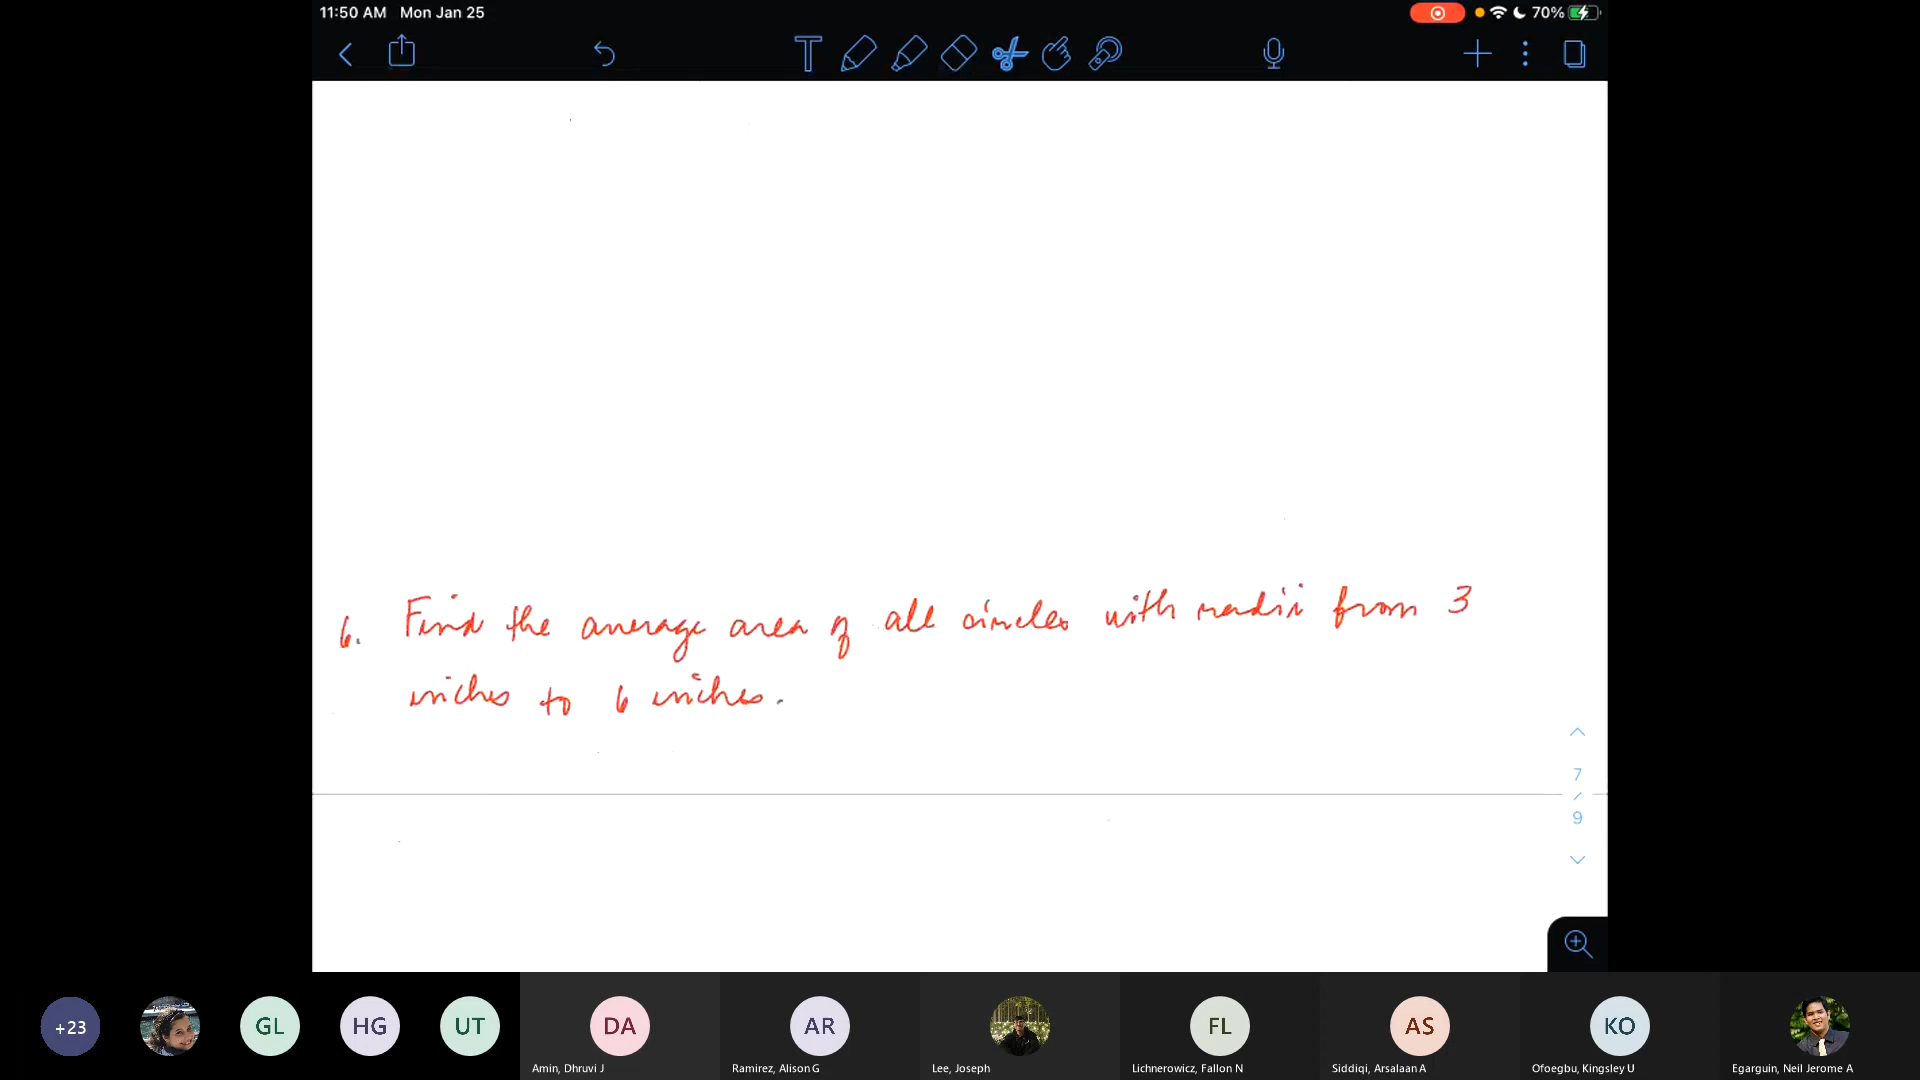 11:50 AM Mon Jan 25
70%
6. Find the average area of all circles with radii from 3
inches to 6 inches.
7
/
9
+23
GL
HG
UT
DA
AR
FL
AS
KO
Amin, Dhruvi J
Ramirez, Alison G
Lee, Joseph
Lichnerowicz, Fallon N
Siddiqi, Arsalaan A
Ofoegbu, Kingsley U
Egarguin, Neil Jerome A